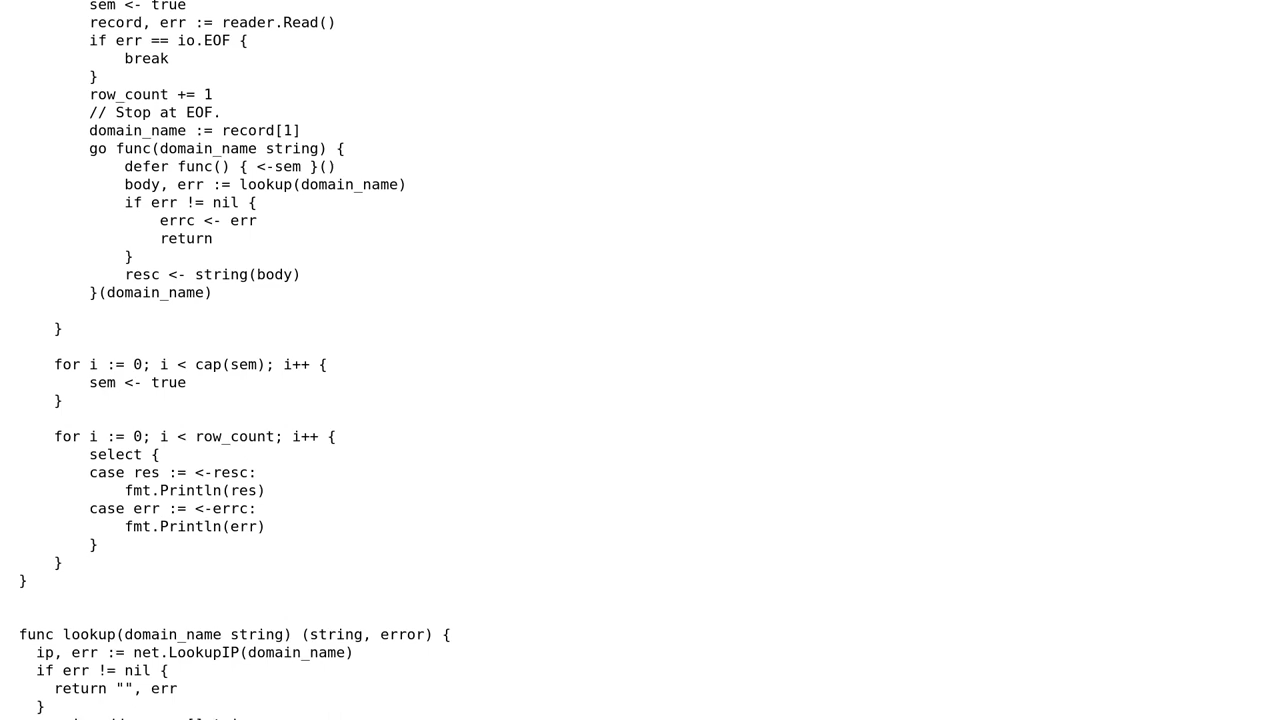 sem <- true
record, err := reader.Read()
if err == io.EOF {
break
}
row_count += 1
// Stop at EOF.
domain_name := record[1]
go func(domain_name string) {
defer func() { <-sem }()
body, err := lookup(domain_name)
if err != nil {
errc <- err
return
}
resc <- string(body)
}(domain_name)
}
for i := 0; i < cap(sem); i++ {
sem <- true
}
for i := 0; i < row_count; i++ {
select {
case res := <-resc:
fmt.Println(res)
case err := <-errc:
fmt.Println(err)
}
}
}
func lookup(domain_name string) (string, error) {
ip, err := net.LookupIP(domain_name)
if err != nil {
return "", err
}